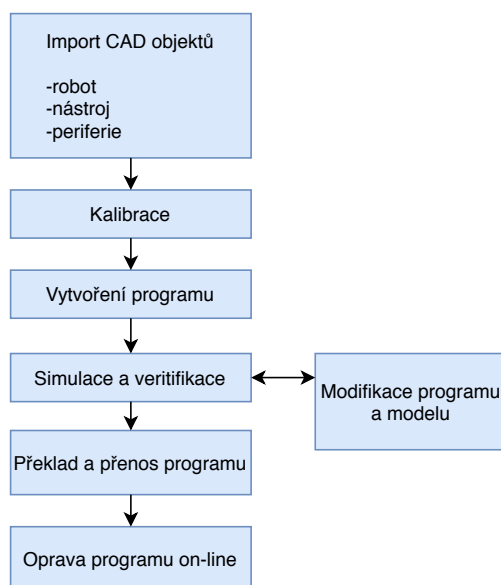 Import CAD objektů
-robot
-nástroj
-periferie
Kalibrace
Vytvoření programu
Simulace a veritifikace
Modifikace programu
a modelu
Překlad a přenos programu
Oprava programu on-line